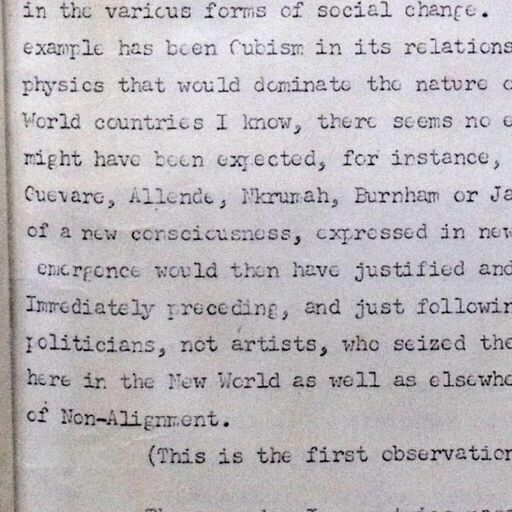 in the various forms of social change.
example has been Cubism in its relations
physics that would dominate the nature
World countries I know, there seems no
might have been expected, for instance,
Guevare, Allende, Nkrumah, Burnham or Ja
of a new consciousness, expressed in new
emergence would then have justified and
Immediately preceding, and just followin
politicians, not artists, who seized the
here in the New World as well as elsewhe
of Non-Alignment.
(This is the first observation